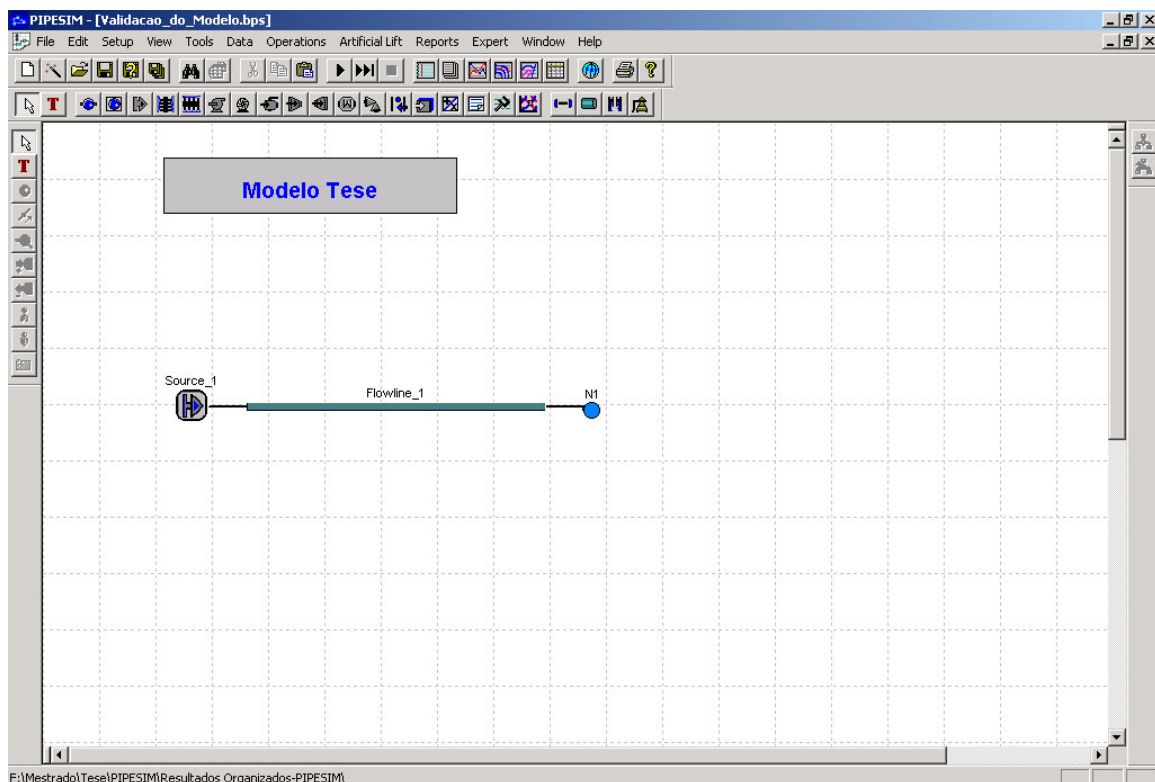 PIPESIM - [Validacao_do_Modelo.bps]
File Edit Setup View Tools Data Operations Artificial Lift Reports Expert Window Help
T
T
Modelo Tese
Source_1
Flowline_1
N1
F:\Mestrado\Tese\PIPESIM\Resultados Organizados-PIPESIM\